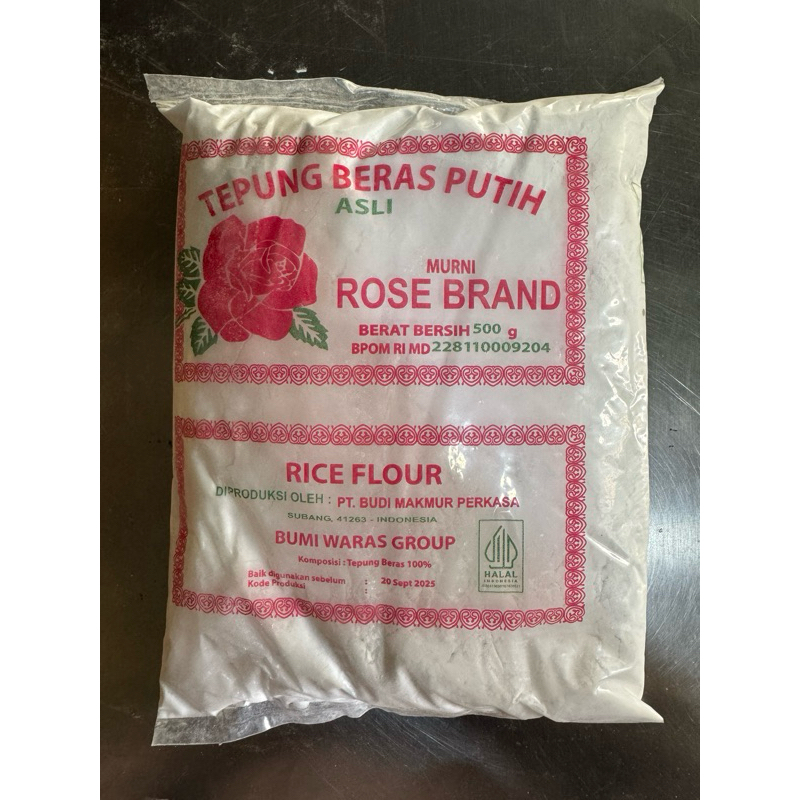 TEPUNG BERAS PUTIH
ASLI
MURNI
ROSE BRAND
BERAT BERSIH 500 g
BPOM RI MD 228110009204
RICE FLOUR
DIPRODUKSI OLEH : PT. BUDI MAKMUR PERKASA
SUBANG, 41263 - INDONESIA
BUMI WARAS GROUP
Komposisi : Tepung Beras 100%
Baik digunakan sebelum : 20 Sept 2025
Kode Produksi :
HALAL
INDONESIA